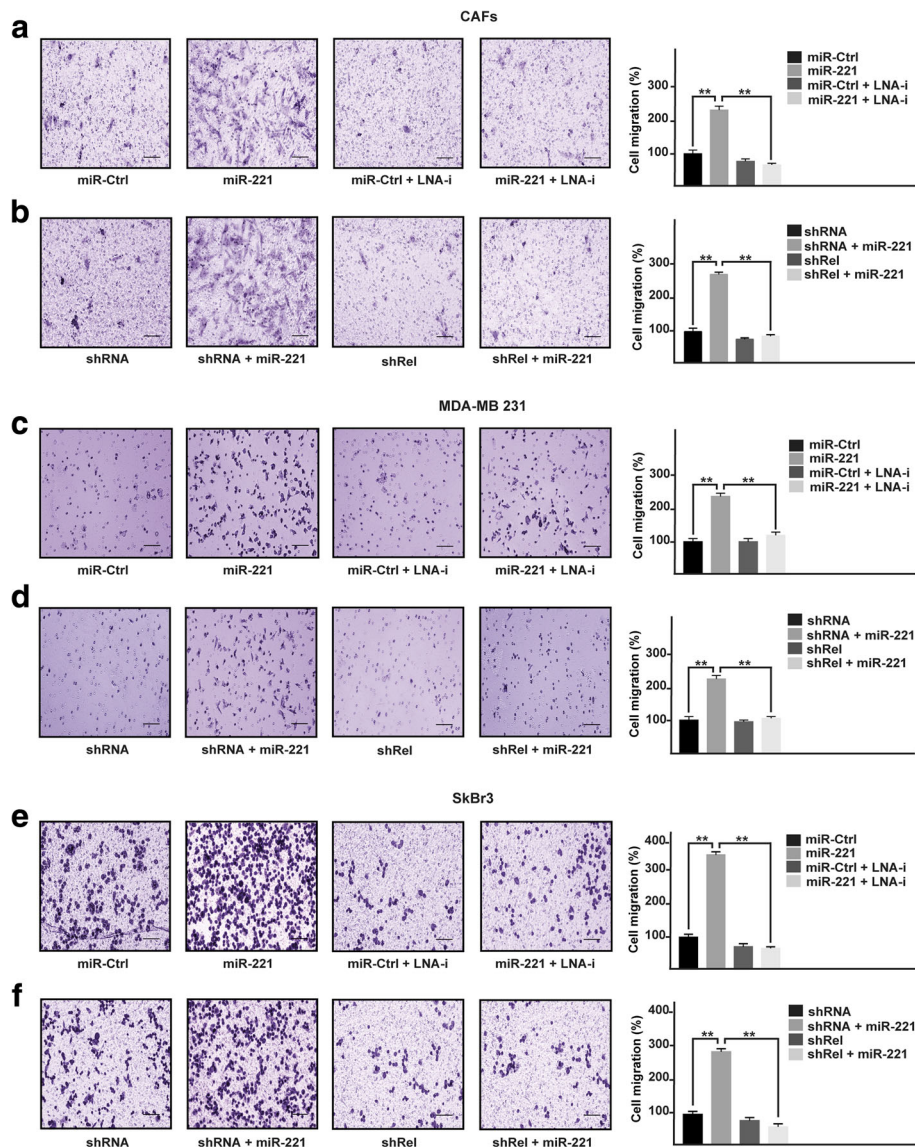 CAFs
a
miR-Ctrl
miR-221
miR-Ctrl + LNA-i
miR-221 + LNA-i
Cell migration (%)
300
200
100
** **
miR-Ctrl
miR-221
miR-Ctrl + LNA-i
miR-221 + LNA-i
b
shRNA
shRNA + miR-221
shRel
shRel + miR-221
Cell migration (%)
300
200
100
** **
shRNA
shRNA + miR-221
shRel
shRel + miR-221
MDA-MB 231
c
miR-Ctrl
miR-221
miR-Ctrl + LNA-i
miR-221 + LNA-i
Cell migration (%)
300
200
100
** **
miR-Ctrl
miR-221
miR-Ctrl + LNA-i
miR-221 + LNA-i
d
shRNA
shRNA + miR-221
shRel
shRel + miR-221
Cell migration (%)
300
200
100
** **
shRNA
shRNA + miR-221
shRel
shRel + miR-221
SkBr3
e
miR-Ctrl
miR-221
miR-Ctrl + LNA-i
miR-221 + LNA-i
Cell migration (%)
400
300
200
100
** **
miR-Ctrl
miR-221
miR-Ctrl + LNA-i
miR-221 + LNA-i
f
shRNA
shRNA + miR-221
shRel
shRel + miR-221
Cell migration (%)
300
200
100
** **
shRNA
shRNA + miR-221
shRel
shRel + miR-221